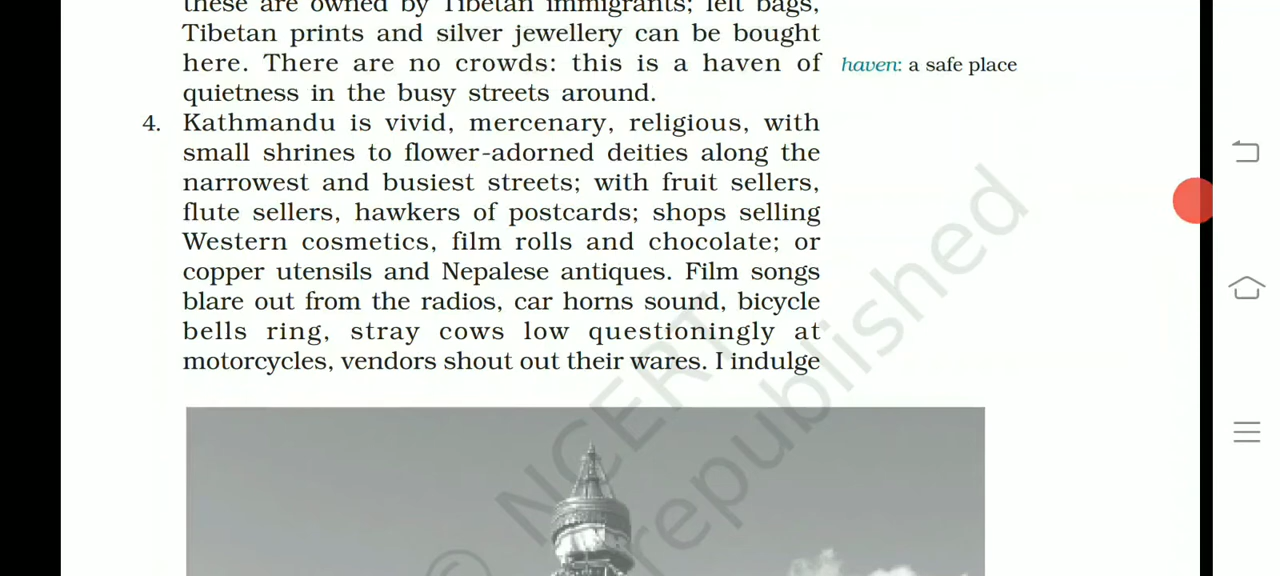 these are owned by Tibetan immigrants; felt bags,
Tibetan prints and silver jewellery can be bought
here. There are no crowds: this is a haven of
haven: a safe place
quietness in the busy streets around.
4. Kathmandu is vivid, mercenary, religious, with
small shrines to flower-adorned deities along the
narrowest and busiest streets; with fruit sellers,
flute sellers, hawkers of postcards; shops selling
Western cosmetics, film rolls and chocolate; or
copper utensils and Nepalese antiques. Film songs
blare out from the radios, car horns sound, bicycle
bells ring, stray cows low questioningly at
motorcycles, vendors shout out their wares. I indulge
© NCERT
republished